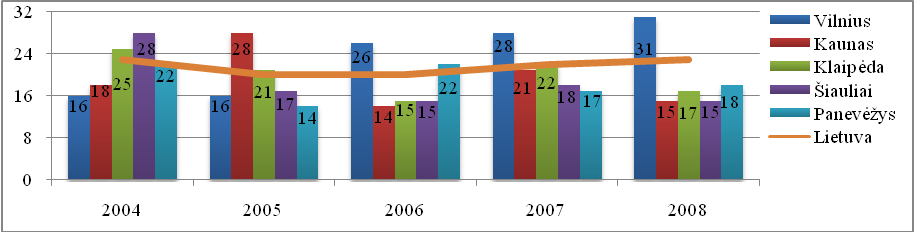 32
24
16
8
0
16 18 25 28 22
16 28 21 17 14
26 14 15 15 22
28 21 22 18 17
31 15 17 15 18
2004 2005 2006 2007 2008
Vilnius
Kaunas
Klaipėda
Šiauliai
Panevėžys
Lietuva